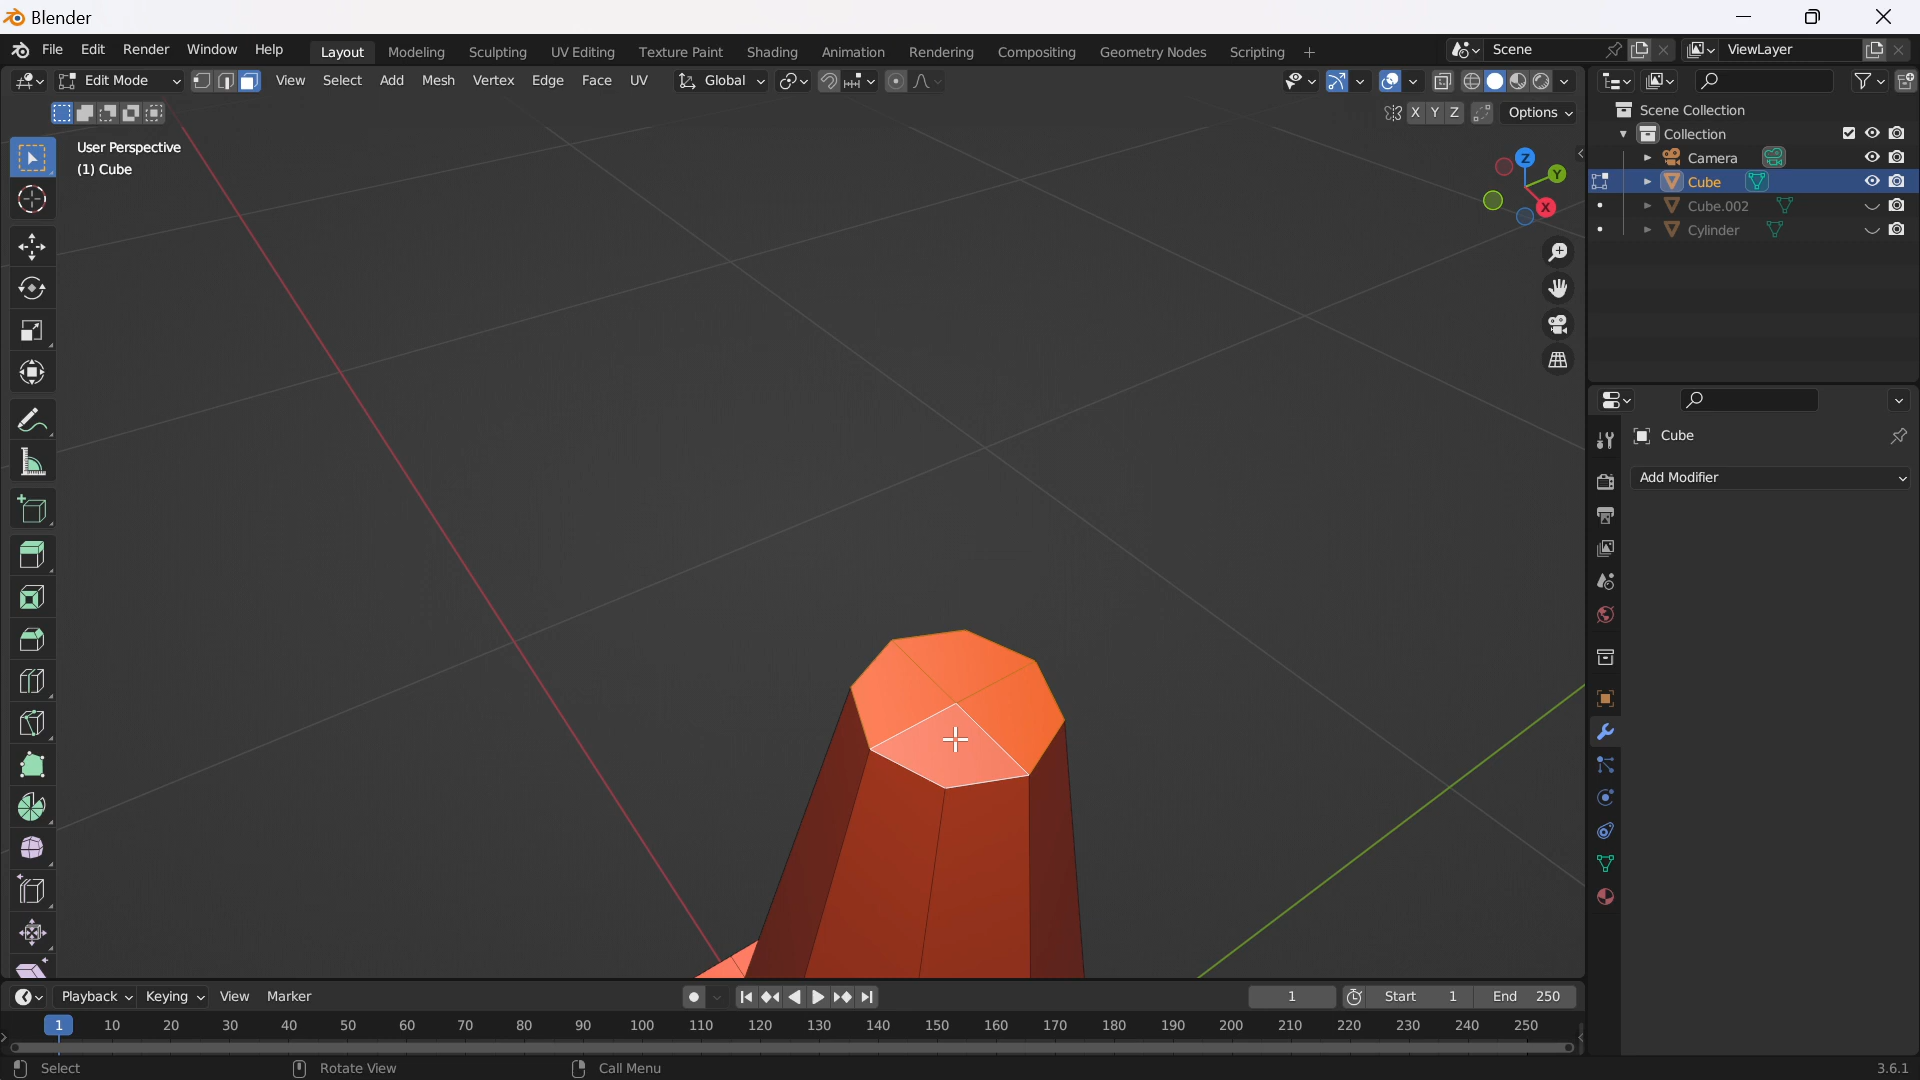 Blender
File Edit Render Window Help Layout Modeling Sculpting UV Editing Texture Paint Shading Animation Rendering Compositing Geometry Nodes Scripting + Scene ViewLayer
Edit Mode View Select Add Mesh Vertex Edge Face UV Global
X Y Z Options
User Perspective
(1) Cube
Z
Y
X
Scene Collection
Collection
Camera
Cube
Cube.002
Cylinder
Cube
Add Modifier
Playback Keying View Marker 1 Start 1 End 250
1 10 20 30 40 50 60 70 80 90 100 110 120 130 140 150 160 170 180 190 200 210 220 230 240 250
Select Rotate View Call Menu 3.6.1